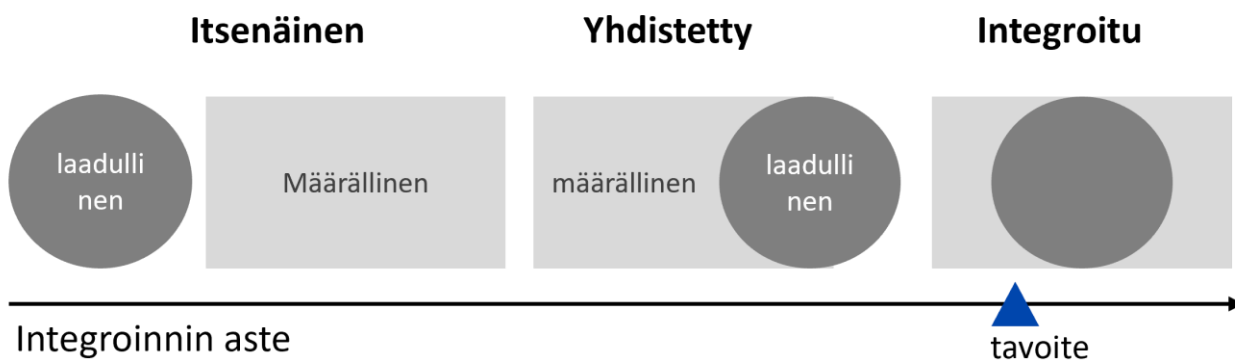 Itsenäinen Yhdistetty Integroitu
laadulli
nen
Määrällinen
määrällinen
laadulli
nen
Integroinnin aste
tavoite